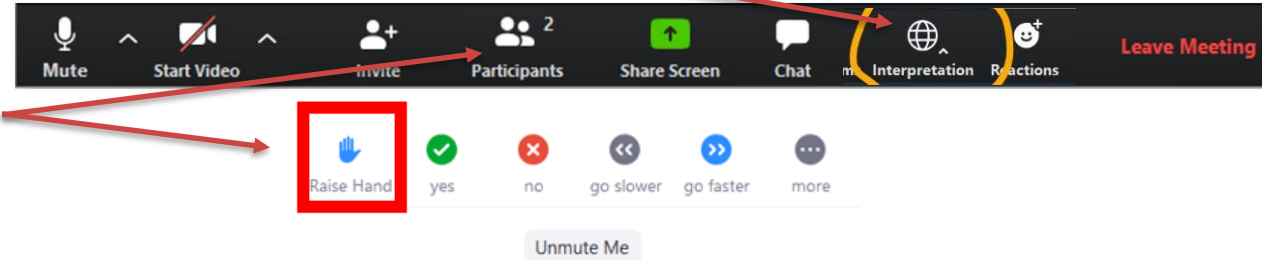 2
Mute Start Video Invite Participants Share Screen Chat Interpretation Reactions Leave Meeting
Raise Hand yes no go slower go faster more
Unmute Me